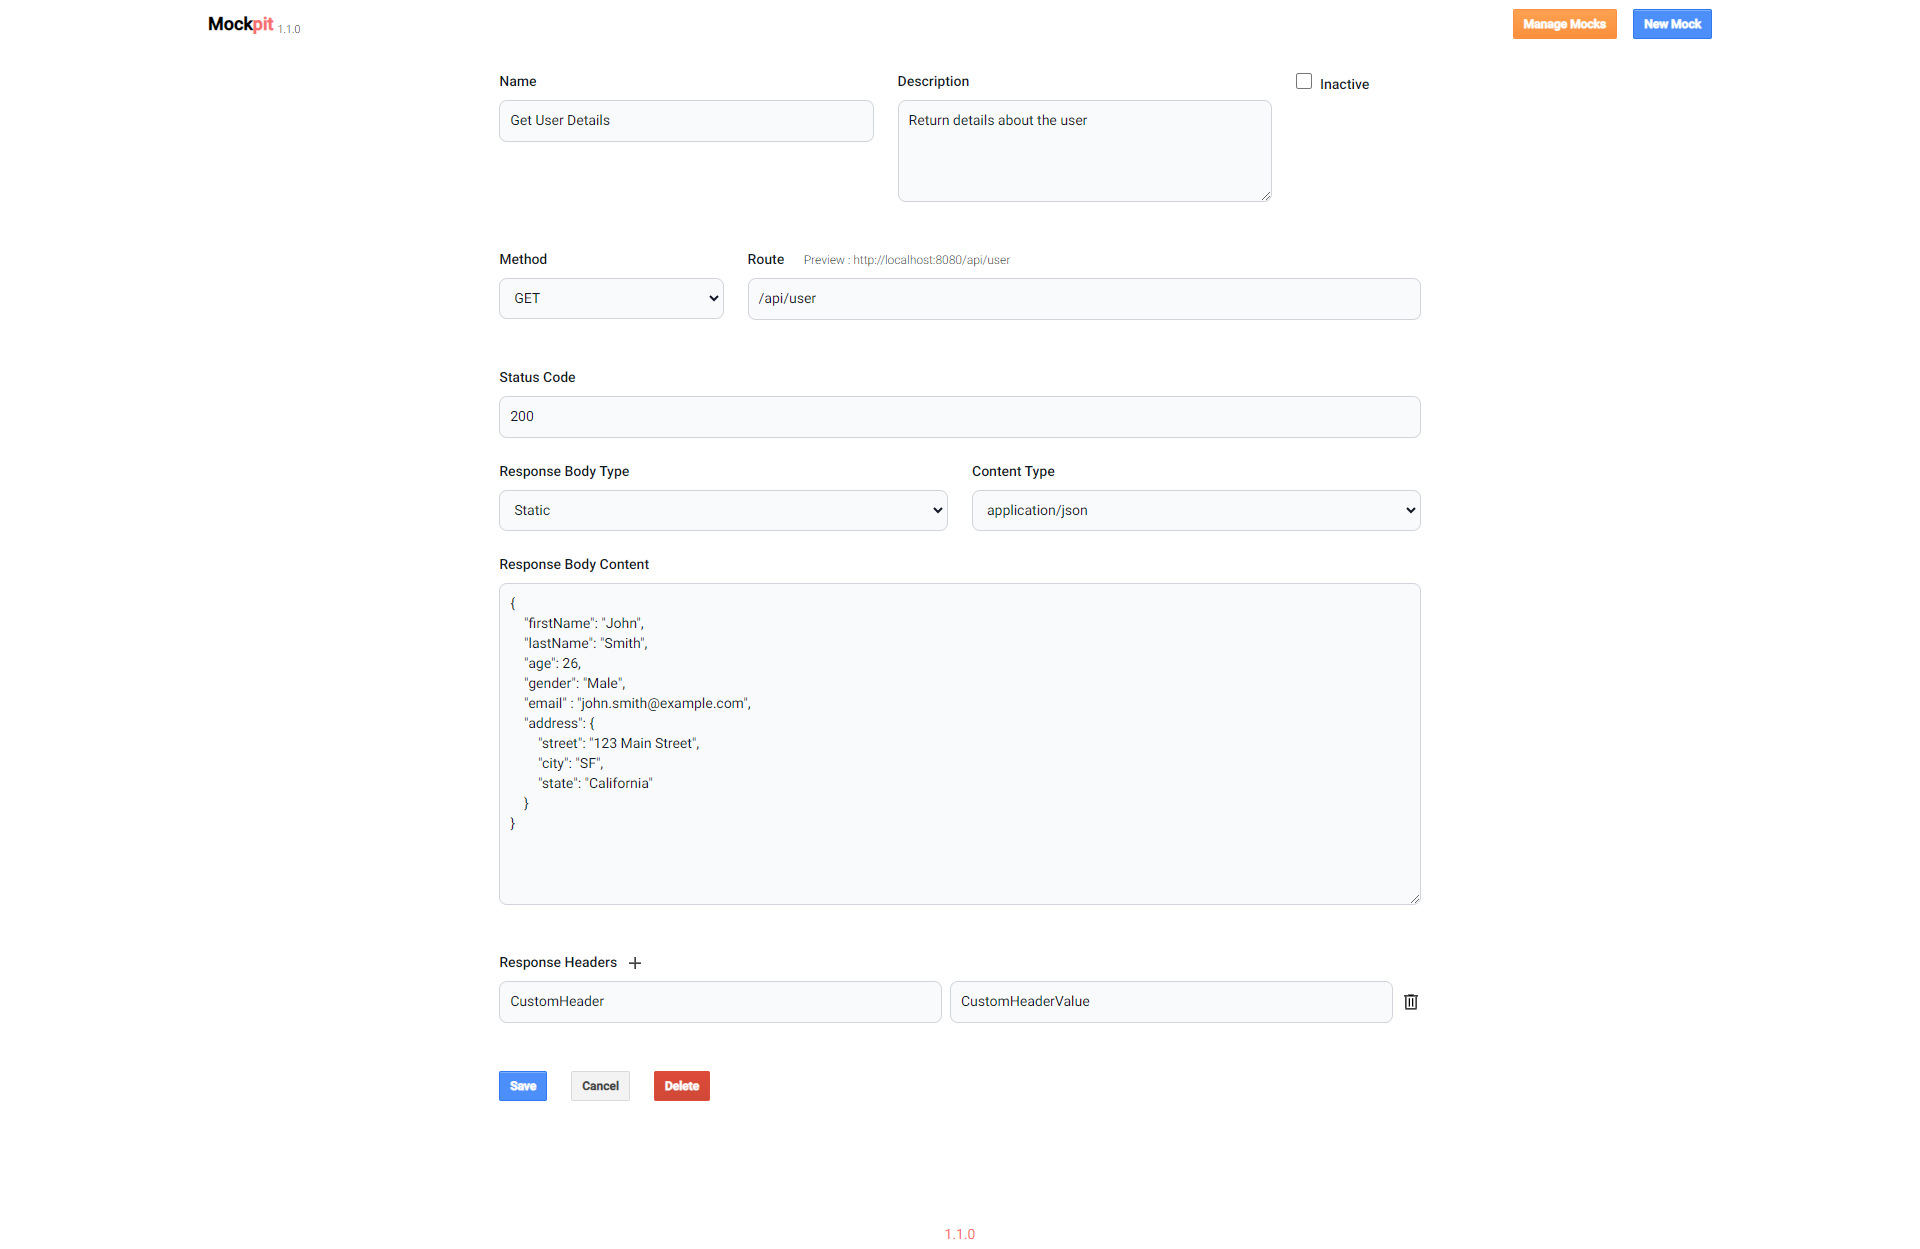 Mockpit 1.1.0
Manage Mocks New Mock
Name Description Inactive
Get User Details Return details about the user
Method Route Preview : http://localhost:8080/api/user
GET /api/user
Status Code
200
Response Body Type Content Type
Static application/json
Response Body Content
{
"firstName": "John",
"lastName": "Smith",
"age": 26,
"gender": "Male",
"email" : "john.smith@example.com",
"address": {
"street": "123 Main Street",
"city": "SF",
"state": "California"
}
}
Response Headers +
CustomHeader CustomHeaderValue
Save Cancel Delete
1.1.0